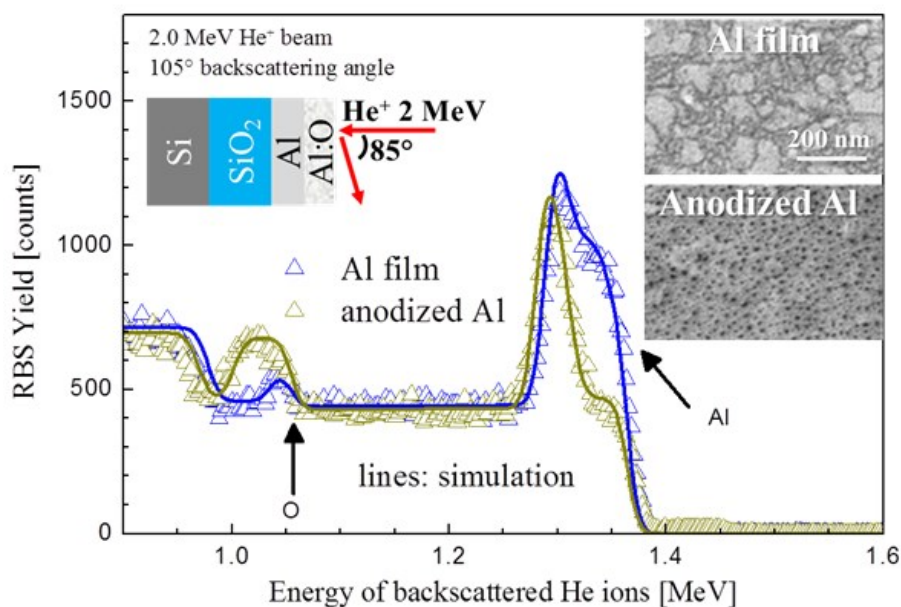 2.0 MeV He⁺ beam
105° backscattering angle
Si
SiO₂
Al
Al:O
He⁺ 2 MeV
85°
Al film
200 nm
Anodized Al
Al film
anodized Al
Al
O
lines: simulation
1500
1000
500
0
RBS Yield [counts]
1.0
1.2
1.4
1.6
Energy of backscattered He ions [MeV]